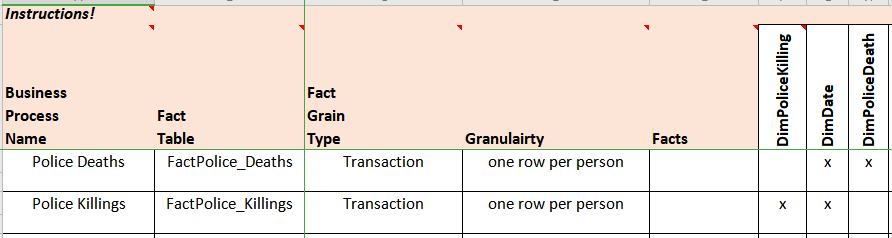 Instructions!
Business
Process
Name
Fact
Table
Fact
Grain
Type
Granulairty
Facts
DimPoliceKilling
DimDate
DimPoliceDeath
Police Deaths FactPolice_Deaths Transaction one row per person x x
Police Killings FactPolice_Killings Transaction one row per person x x